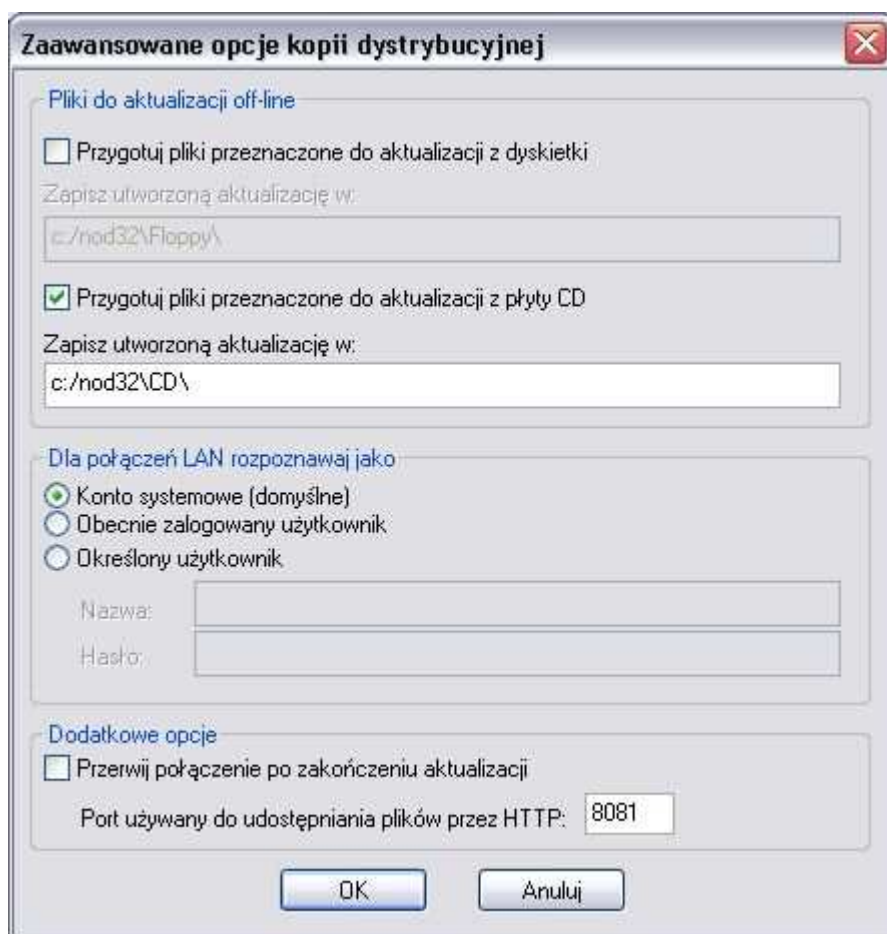 Zaawansowane opcje kopii dystrybucyjnej
Pliki do aktualizacji off-line
Przygotuj pliki przeznaczone do aktualizacji z dyskietki
Zapisz utworzoną aktualizację w:
c:/nod32\Floppy\
Przygotuj pliki przeznaczone do aktualizacji z płyty CD
Zapisz utworzoną aktualizację w:
c:/nod32\CD\
Dla połączeń LAN rozpoznawaj jako
Konto systemowe (domyślne)
Obecnie zalogowany użytkownik
Określony użytkownik
Nazwa:
Hasło:
Dodatkowe opcje
Przerwij połączenie po zakończeniu aktualizacji
Port używany do udostępniania plików przez HTTP: 8081
OK Anuluj